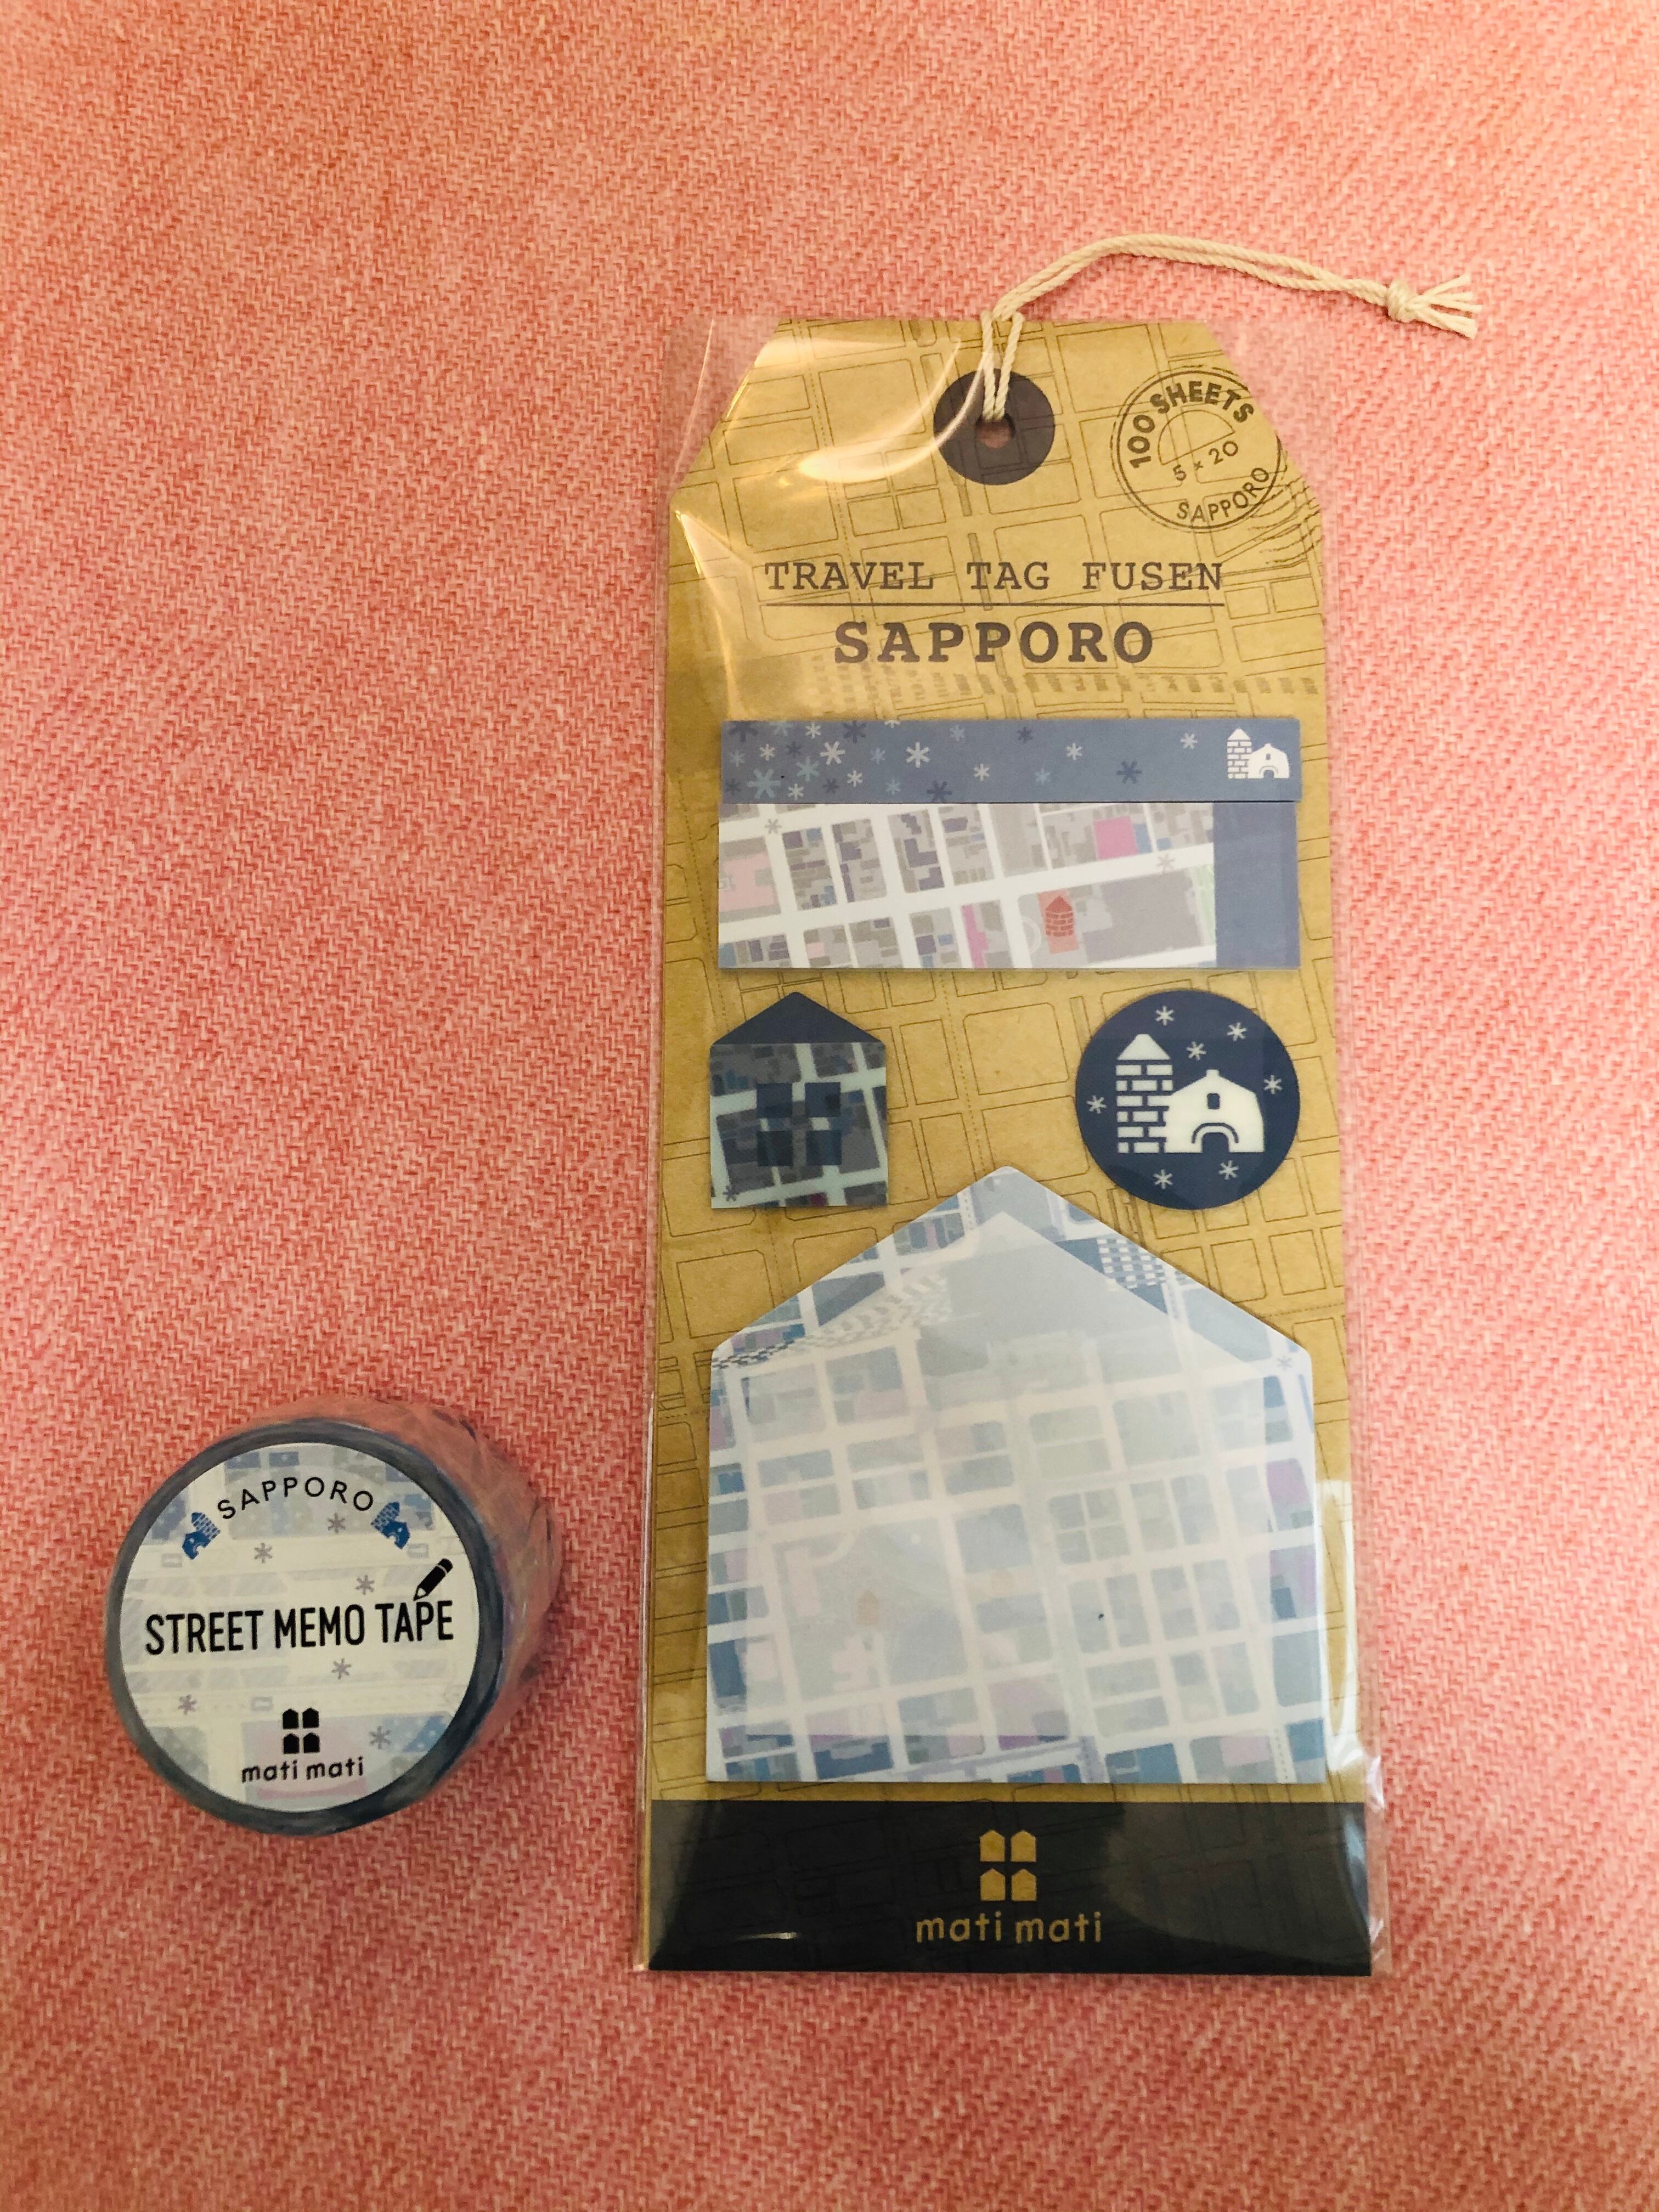 100 SHEETS
5 × 20
SAPPORO
TRAVEL TAG FUSEN
SAPPORO
mati mati
SAPPORO
STREET MEMO TAPE
mati mati